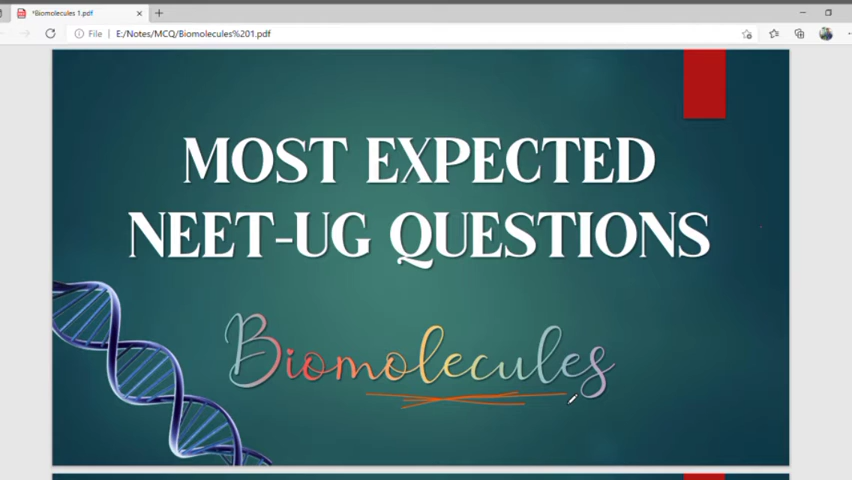 *Biomolecules 1.pdf
File
E:/Notes/MCQ/Biomolecules%201.pdf
MOST EXPECTED
NEET-UG QUESTIONS
Biomolecules